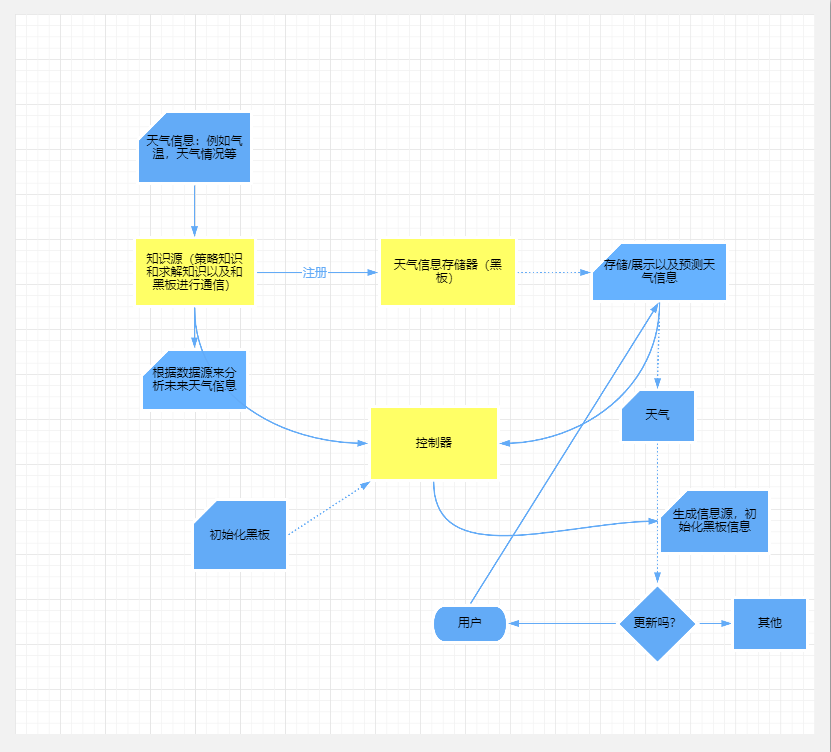 天气信息：例如气
温，天气情况等
知识源（策略知识
和求解知识以及和
黑板进行通信）
注册
天气信息存储器（黑
板）
存储/展示以及预测天
气信息
根据数据源来分
析未来天气信息
控制器
天气
初始化黑板
生成信息源，初
始化黑板信息
用户
更新吗?
其他